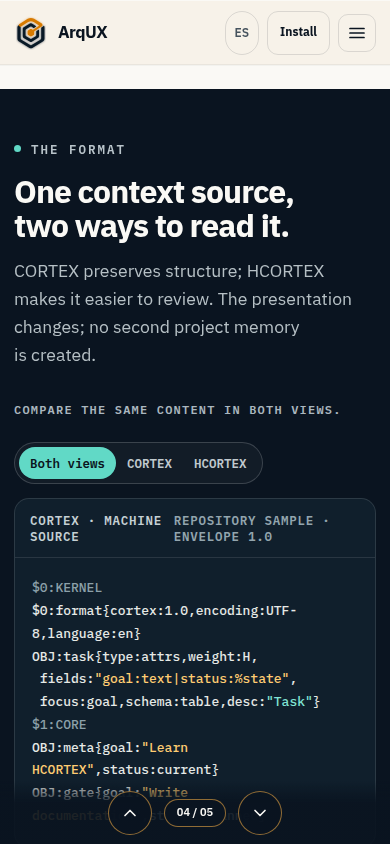 ArqUX
ES
Install
THE FORMAT
One context source,
two ways to read it.
CORTEX preserves structure; HCORTEX
makes it easier to review. The presentation
changes; no second project memory
is created.
COMPARE THE SAME CONTENT IN BOTH VIEWS.
Both views
CORTEX
HCORTEX
CORTEX · MACHINE
SOURCE
REPOSITORY SAMPLE ·
ENVELOPE 1.0
$0:KERNEL
$0:format{cortex:1.0,encoding:UTF-
8,language:en}
OBJ:task{type:attrs,weight:H,
fields:"goal:text|status:%state",
focus:goal,schema:table,desc:"Task"}
$1:CORE
OBJ:meta{goal:"Learn
HCORTEX",status:current}
OBJ:gate{goal:"Write
04 / 05